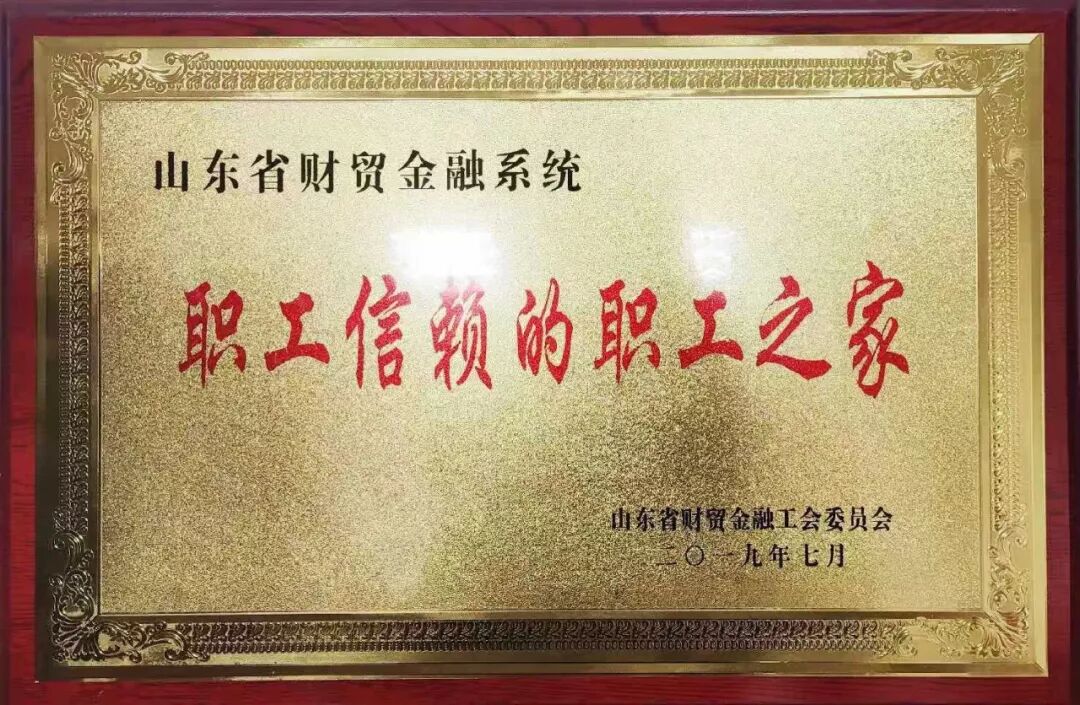 山东省财贸金融系统
职工信赖的职工之家
山东省财贸金融工会委员会
二〇一九年七月